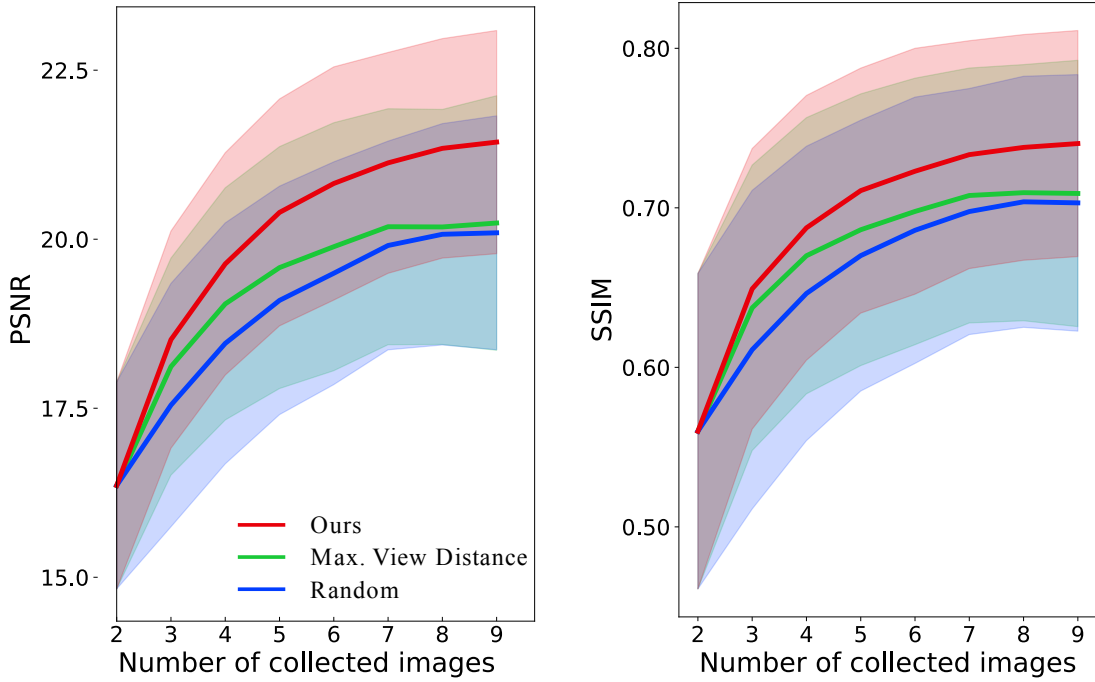 PSNR
22.5
20.0
17.5
15.0
Ours
Max. View Distance
Random
2 3 4 5 6 7 8 9
Number of collected images
SSIM
0.80
0.70
0.60
0.50
2 3 4 5 6 7 8 9
Number of collected images